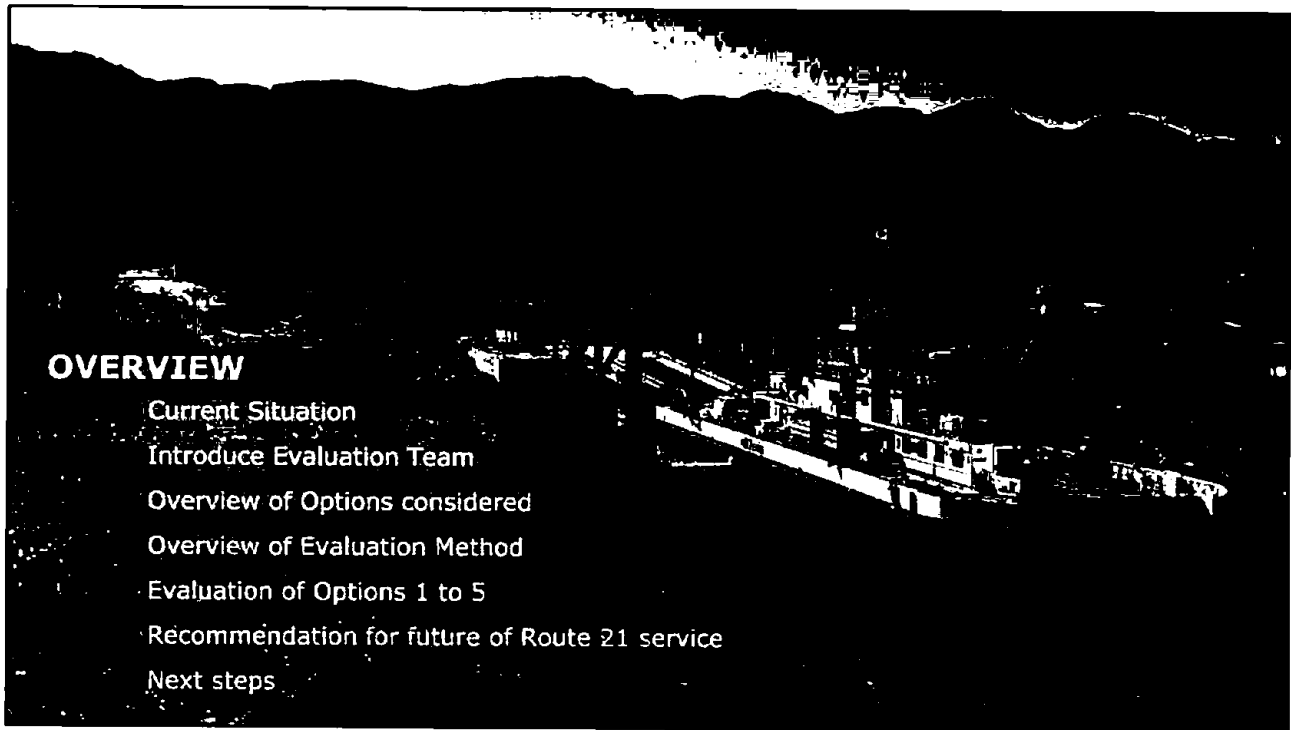 OVERVIEW
Current Situation
Introduce Evaluation Team
Overview of Options considered
Overview of Evaluation Method
Evaluation of Options 1 to 5
Recommendation for future of Route 21 service
Next steps